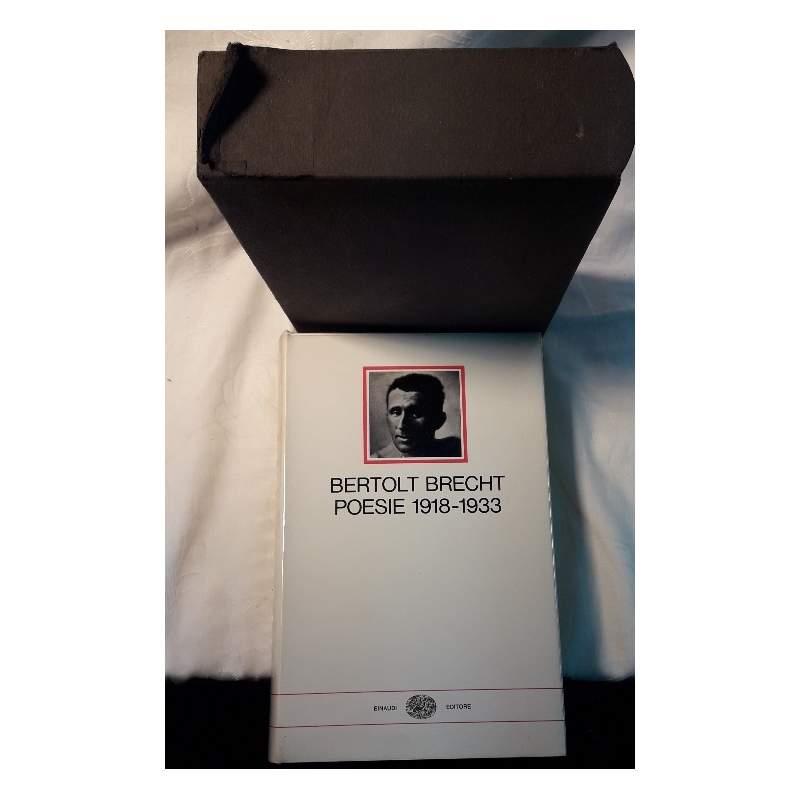 BERTOLT BRECHT
POESIE 1918-1933
EINAUDI EDITORE